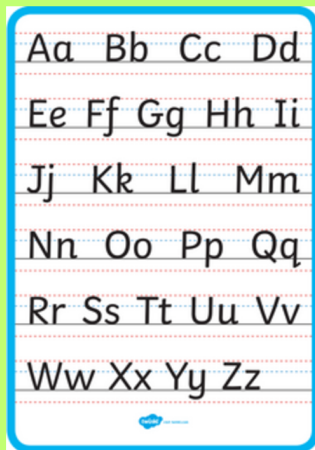 Aa Bb Cc Dd
Ee Ff Gg Hh Ii
Jj Kk Ll Mm
Nn Oo Pp Qq
Rr Ss Tt Uu Vv
Ww Xx Yy Zz
twinkl